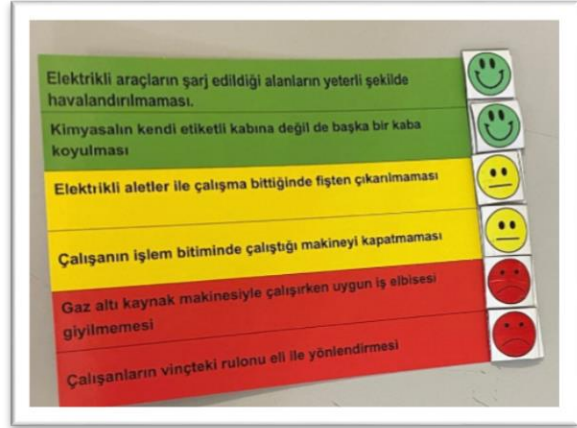 Elektrikli araçların şarj edildiği alanların yeterli şekilde
havalandırılmaması.
Kimyasalın kendi etiketli kabına değil de başka bir kaba
koyulması
Elektrikli aletler ile çalışma bittiğinde fişten çıkarılmaması
Çalışanın işlem bitiminde çalıştığı makineyi kapatmaması
Gaz altı kaynak makinesiyle çalışırken uygun iş elbisesi
giyilmemesi
Çalışanların vinçteki rulonu eli ile yönlendirmesi